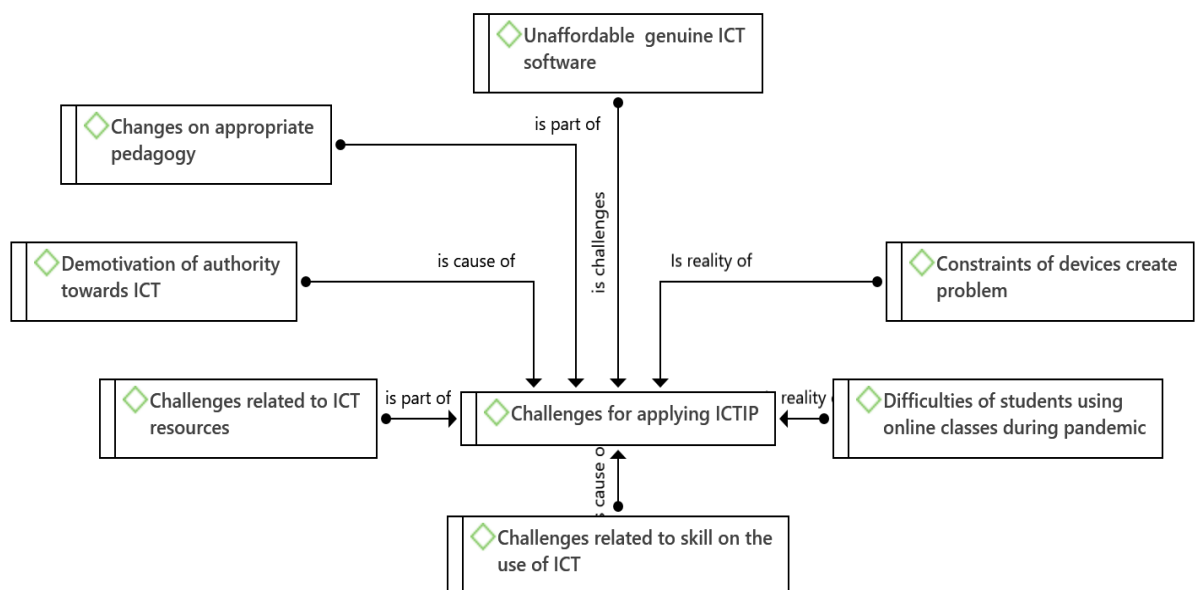 Unaffordable genuine ICT
software
Changes on appropriate
pedagogy
is part of
is challenges
Demotivation of authority
towards ICT
is cause of
Is reality of
Constraints of devices create
problem
Challenges related to ICT
resources
is part of
Challenges for applying ICTIP
reality
Difficulties of students using
online classes during pandemic
cause
Challenges related to skill on the
use of ICT